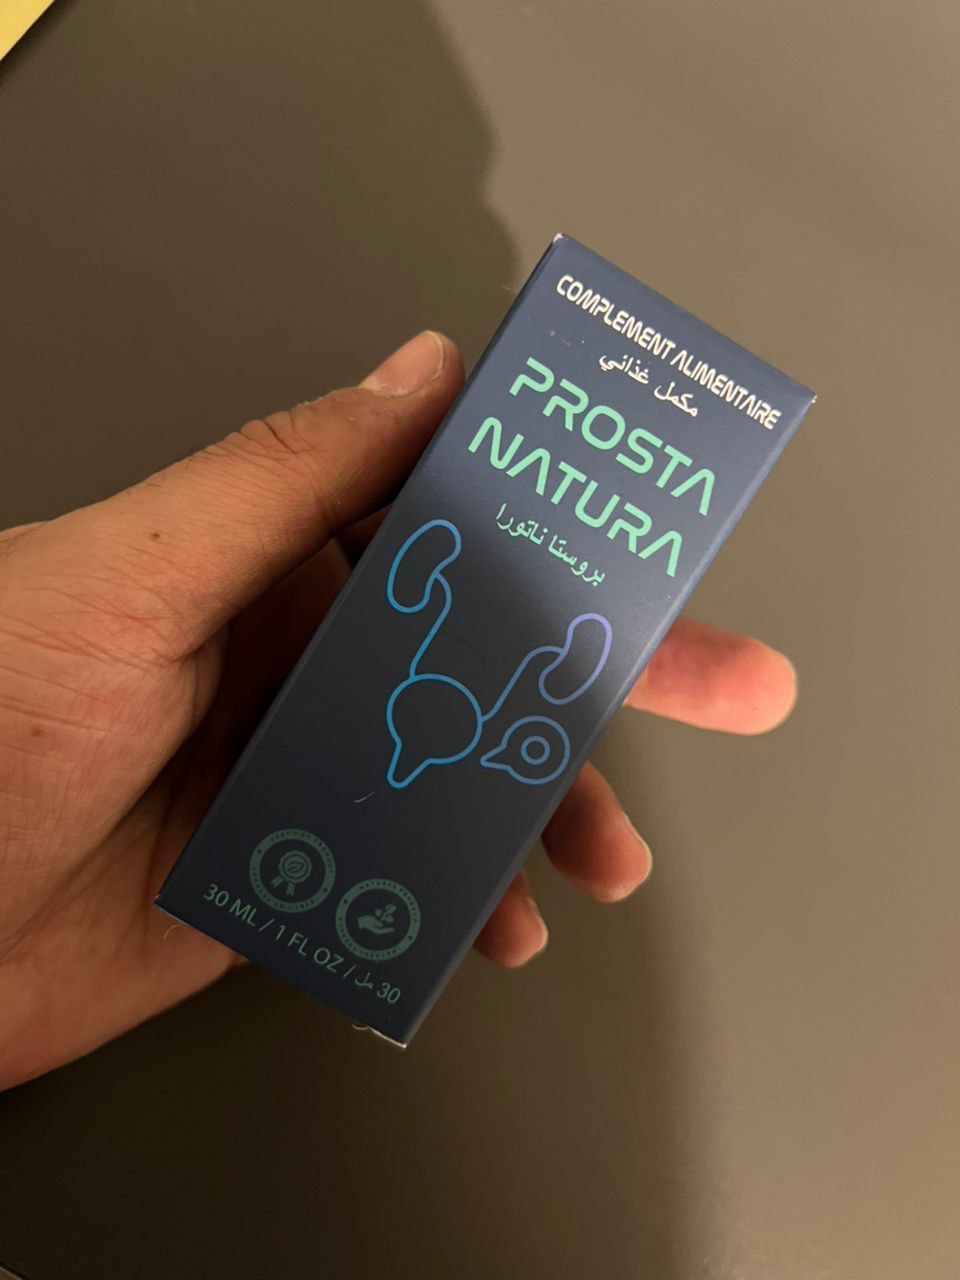 COMPLEMENT ALIMENTAIRE
مكمل غذائي
PROSTA
NATURA
بروستا ناتورا
30 ML / 1 FL OZ / 30 مل